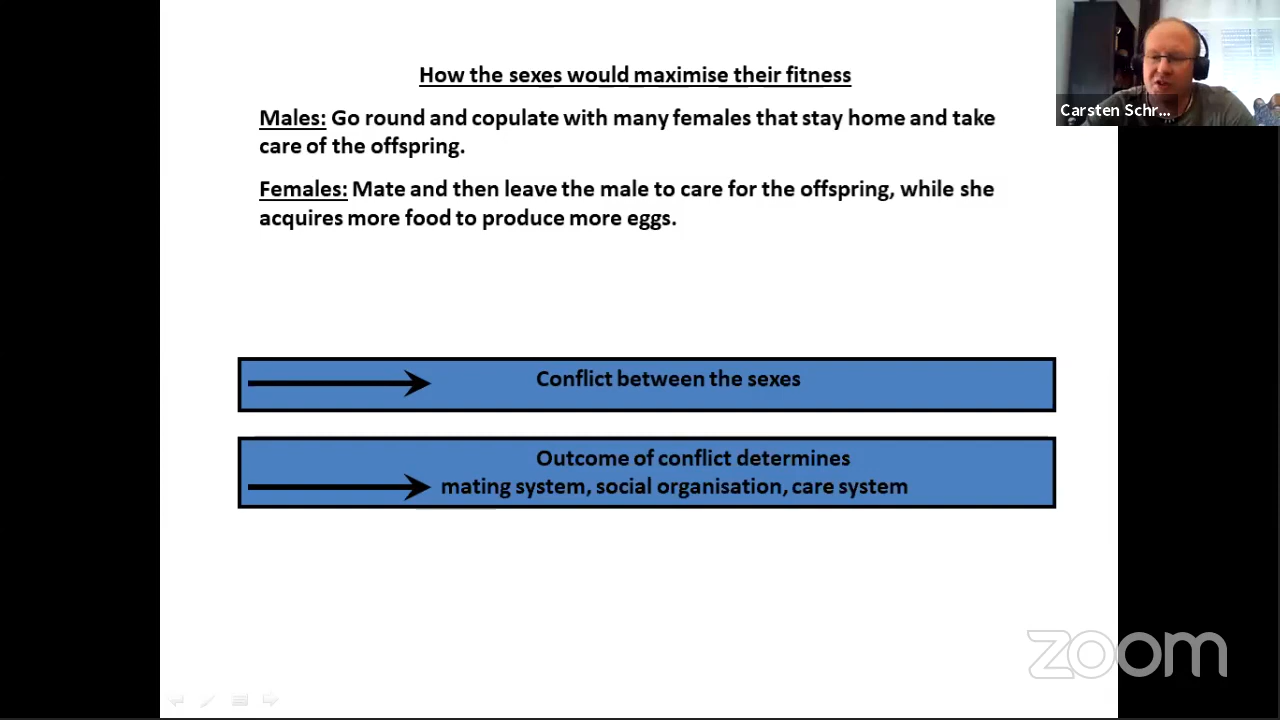 How the sexes would maximise their fitness
Males: Go round and copulate with many females that stay home and take
care of the offspring.
Females: Mate and then leave the male to care for the offspring, while she
acquires more food to produce more eggs.
Conflict between the sexes
Outcome of conflict determines
mating system, social organisation, care system
Carsten Schr...
zoom